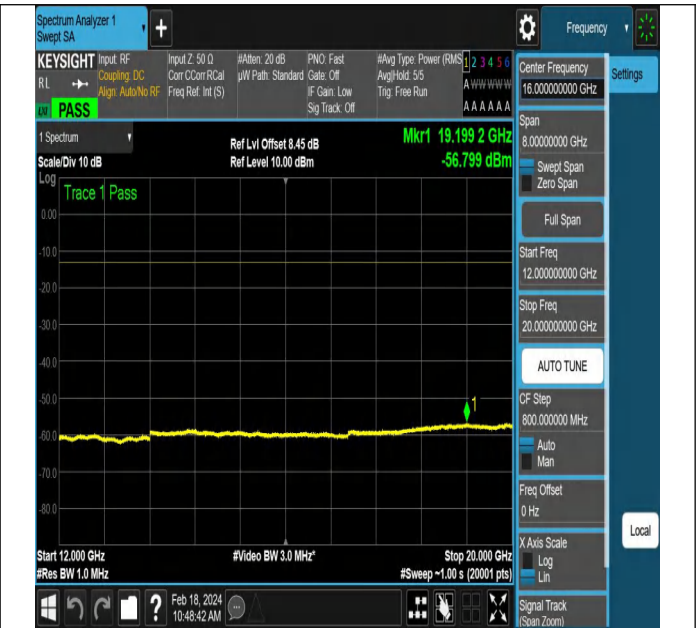 Spectrum Analyzer 1
Swept SA
+
Frequency
KEYSIGHT
RL
PASS
Input: RF
Coupling: DC
Align: Auto/No RF
Input Z: 50 Ω
Corr CCorr RCal
Freq Ref: Int (S)
#Atten: 20 dB
µW Path: Standard
PNO: Fast
Gate: Off
IF Gain: Low
Sig Track: Off
#Avg Type: Power (RMS
Avg|Hold: 5/5
Trig: Free Run
1 2 3 4 5 6
A W W W W W
A A A A A A
1 Spectrum
Scale/Div 10 dB
Ref Lvl Offset 8.45 dB
Ref Level 10.00 dBm
Mkr1 19.199 2 GHz
-56.799 dBm
Log
Trace 1 Pass
0.00
-10.0
-20.0
-30.0
-40.0
-50.0
-60.0
-70.0
-80.0
1
Start 12.000 GHz
#Res BW 1.0 MHz
#Video BW 3.0 MHz*
Stop 20.000 GHz
#Sweep ~1.00 s (20001 pts)
?
Feb 18, 2024
10:48:42 AM
Center Frequency
16.000000000 GHz
Settings
Span
8.00000000 GHz
Swept Span
Zero Span
Full Span
Start Freq
12.000000000 GHz
Stop Freq
20.000000000 GHz
AUTO TUNE
CF Step
800.000000 MHz
Auto
Man
Freq Offset
0 Hz
X Axis Scale
Log
Lin
Local
Signal Track
(Span Zoom)